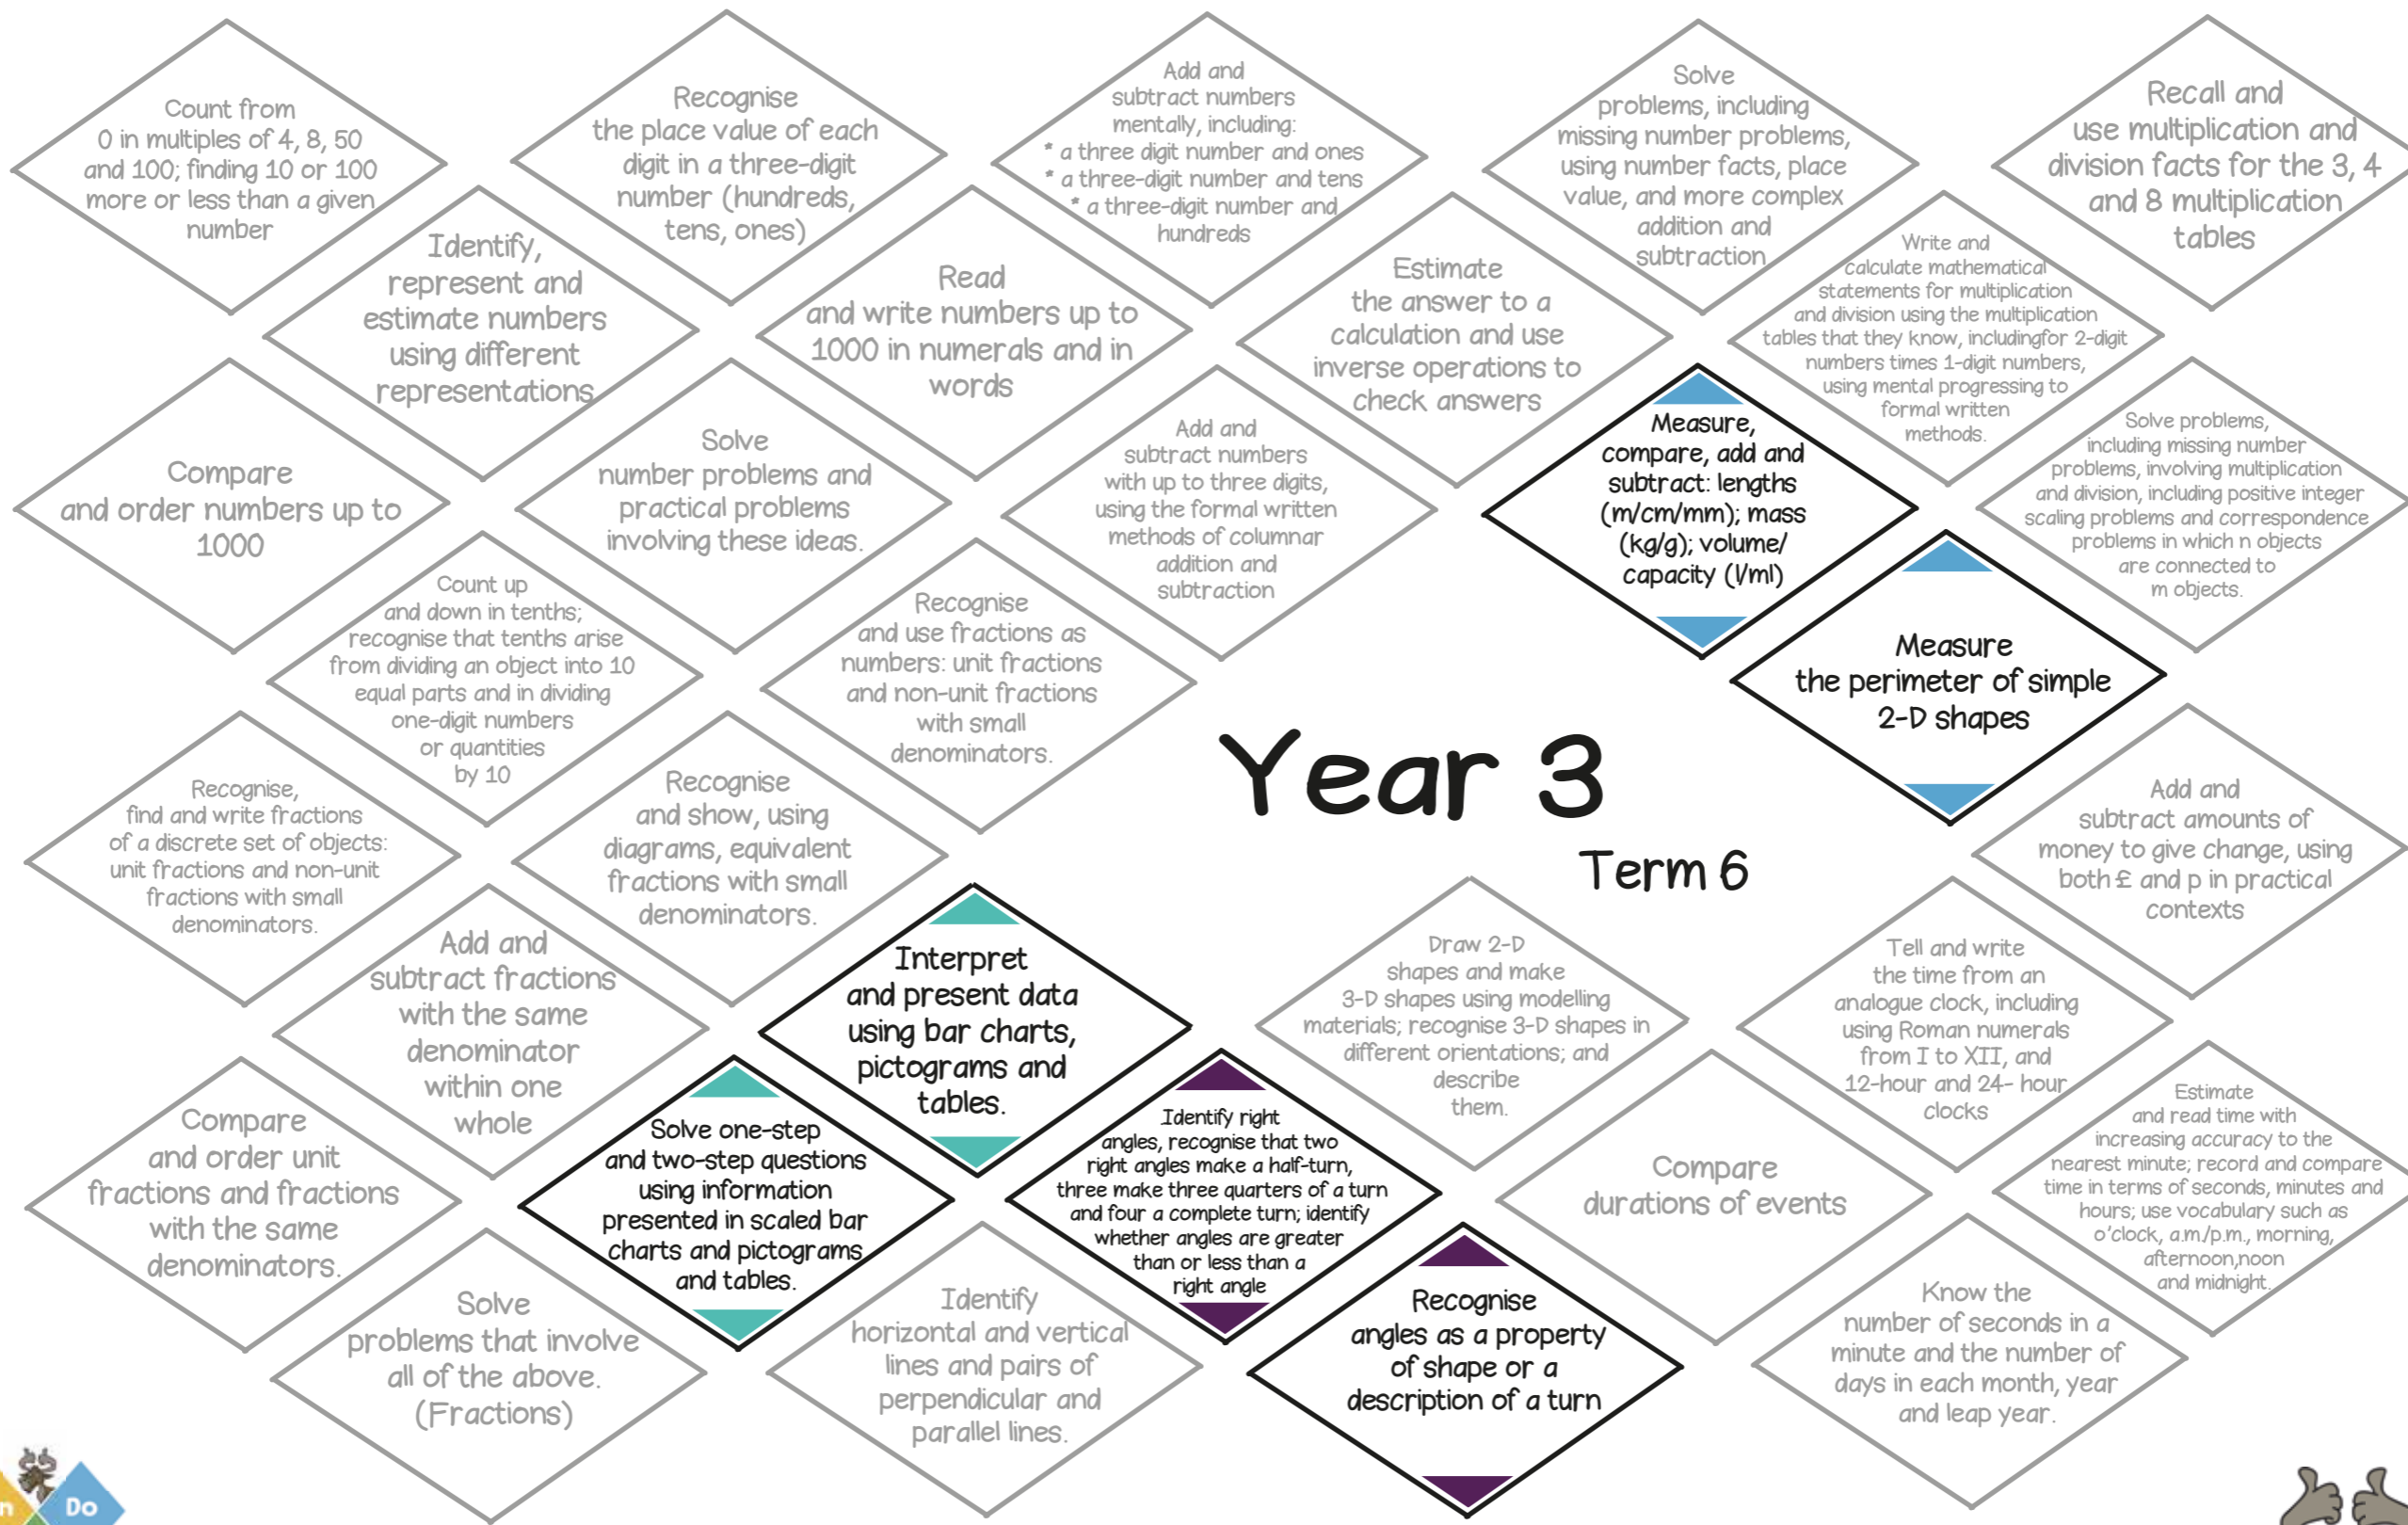 Count from
0 in multiples of 4, 8, 50
and 100; finding 10 or 100
more or less than a given
number
Recognise
the place value of each
digit in a three-digit
number (hundreds,
tens, ones)
Add and
subtract numbers
mentally, including:
* a three digit number and ones
* a three-digit number and tens
* a three-digit number and
hundreds
Solve
problems, including
missing number problems,
using number facts, place
value, and more complex
addition and
subtraction
Recall and
use multiplication and
division facts for the 3, 4
and 8 multiplication
tables
Identify,
represent and
estimate numbers
using different
representations
Read
and write numbers up to
1000 in numerals and in
words
Estimate
the answer to a
calculation and use
inverse operations to
check answers
Write and
calculate mathematical
statements for multiplication
and division using the multiplication
tables that they know, includingfor 2-digit
numbers times 1-digit numbers,
using mental progressing to
formal written
methods.
Compare
and order numbers up to
1000
Solve
number problems and
practical problems
involving these ideas.
Add and
subtract numbers
with up to three digits,
using the formal written
methods of columnar
addition and
subtraction
Measure,
compare, add and
subtract: lengths
(m/cm/mm); mass
(kg/g); volume/
capacity (l/ml)
Solve problems,
including missing number
problems, involving multiplication
and division, including positive integer
scaling problems and correspondence
problems in which n objects
are connected to
m objects.
Count up
and down in tenths;
recognise that tenths arise
from dividing an object into 10
equal parts and in dividing
one-digit numbers
or quantities
by 10
Recognise
and use fractions as
numbers: unit fractions
and non-unit fractions
with small
denominators.
Measure
the perimeter of simple
2-D shapes
Year 3
Term 6
Recognise,
find and write fractions
of a discrete set of objects:
unit fractions and non-unit
fractions with small
denominators.
Recognise
and show, using
diagrams, equivalent
fractions with small
denominators.
Add and
subtract amounts of
money to give change, using
both £ and p in practical
contexts
Add and
subtract fractions
with the same
denominator
within one
whole
Interpret
and present data
using bar charts,
pictograms and
tables.
Draw 2-D
shapes and make
3-D shapes using modelling
materials; recognise 3-D shapes in
different orientations; and
describe
them.
Tell and write
the time from an
analogue clock, including
using Roman numerals
from I to XII, and
12-hour and 24- hour
clocks
Compare
and order unit
fractions and fractions
with the same
denominators.
Solve one-step
and two-step questions
using information
presented in scaled bar
charts and pictograms
and tables.
Identify right
angles, recognise that two
right angles make a half-turn,
three make three quarters of a turn
and four a complete turn; identify
whether angles are greater
than or less than a
right angle
Compare
durations of events
Estimate
and read time with
increasing accuracy to the
nearest minute; record and compare
time in terms of seconds, minutes and
hours; use vocabulary such as
o'clock, a.m./p.m., morning,
afternoon,noon
and midnight.
Solve
problems that involve
all of the above.
(Fractions)
Identify
horizontal and vertical
lines and pairs of
perpendicular and
parallel lines.
Recognise
angles as a property
of shape or a
description of a turn
Know the
number of seconds in a
minute and the number of
days in each month, year
and leap year.
Do